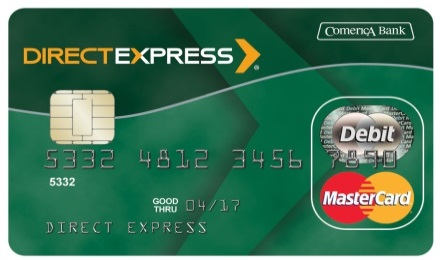 Comerica Bank
DIRECTEXPRESS®
Debit
5332 4812 3456 7890
5332
MasterCard
GOOD THRU 04/17
DIRECT EXPRESS